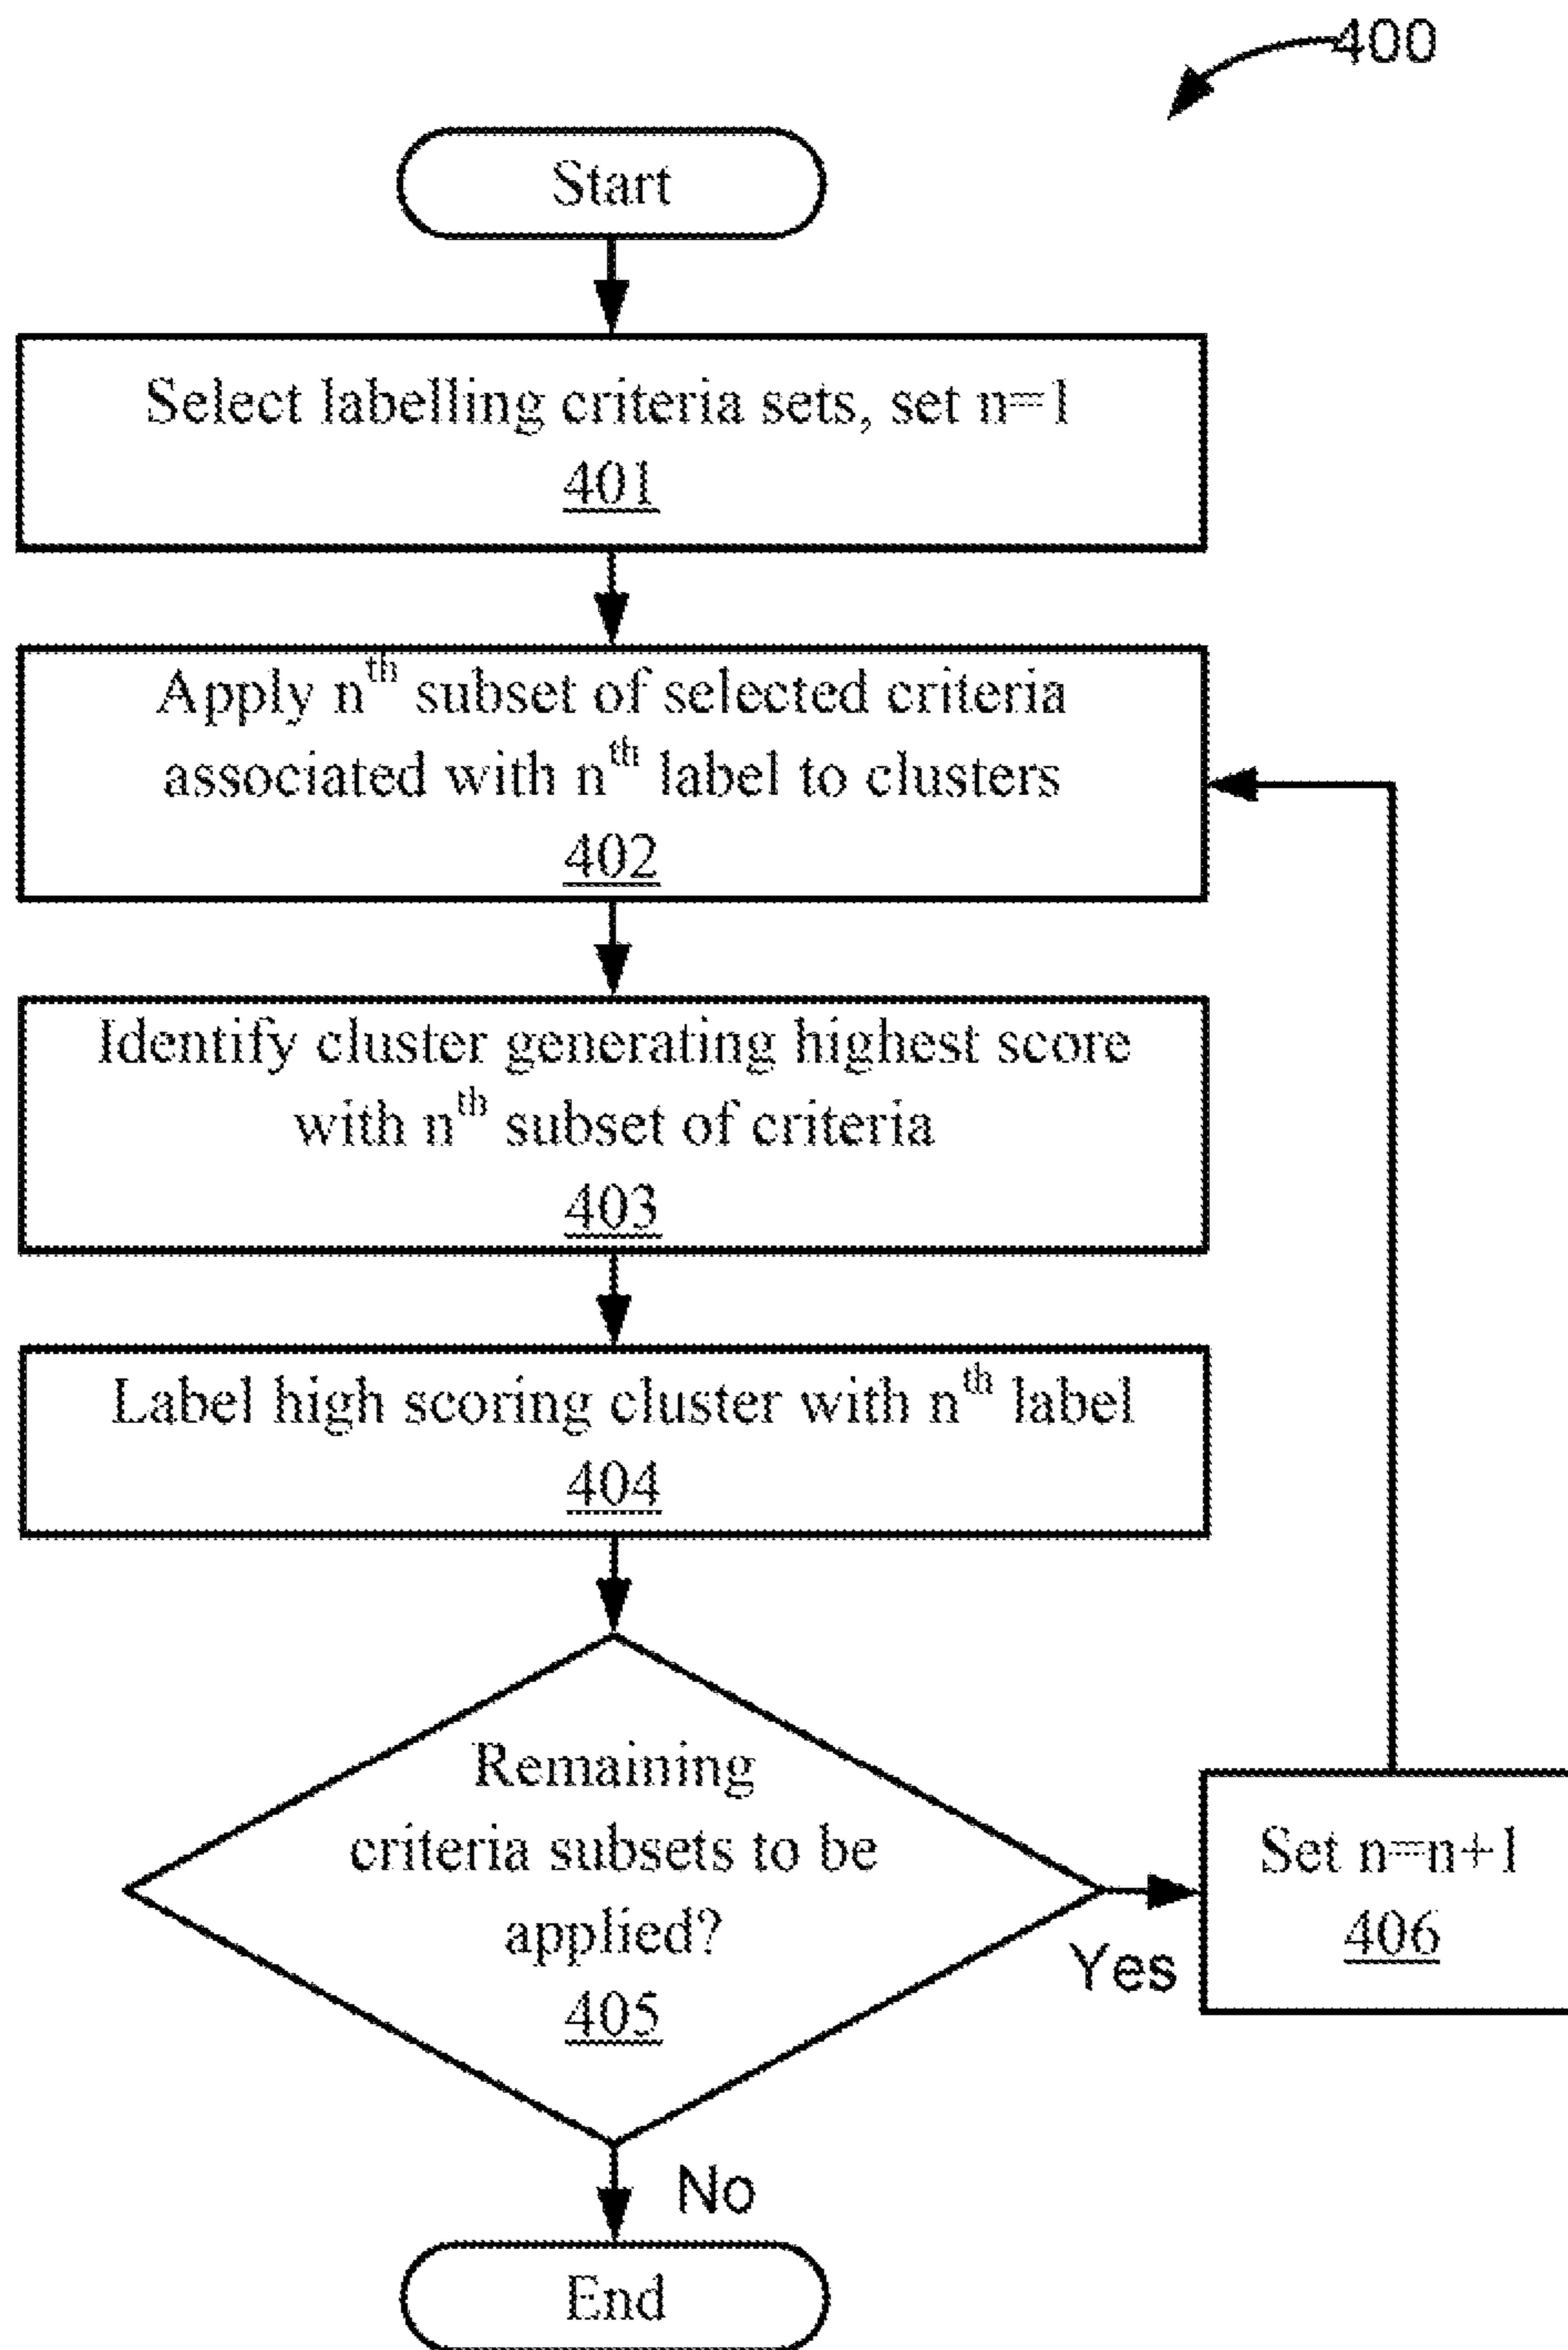 400
Start
Select labelling criteria sets, set n=1
401
Apply nth subset of selected criteria
associated with nth label to clusters
402
Identify cluster generating highest score
with nth subset of criteria
403
Label high scoring cluster with nth label
404
Remaining
criteria subsets to be
applied?
405
Yes
Set n=n+1
406
No
End